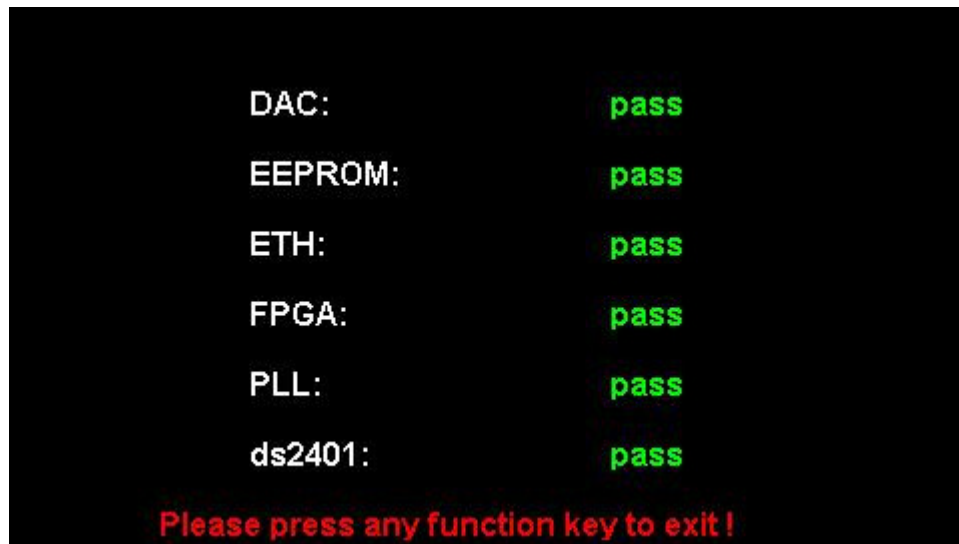 DAC: pass
EEPROM: pass
ETH: pass
FPGA: pass
PLL: pass
ds2401: pass
Please press any function key to exit !